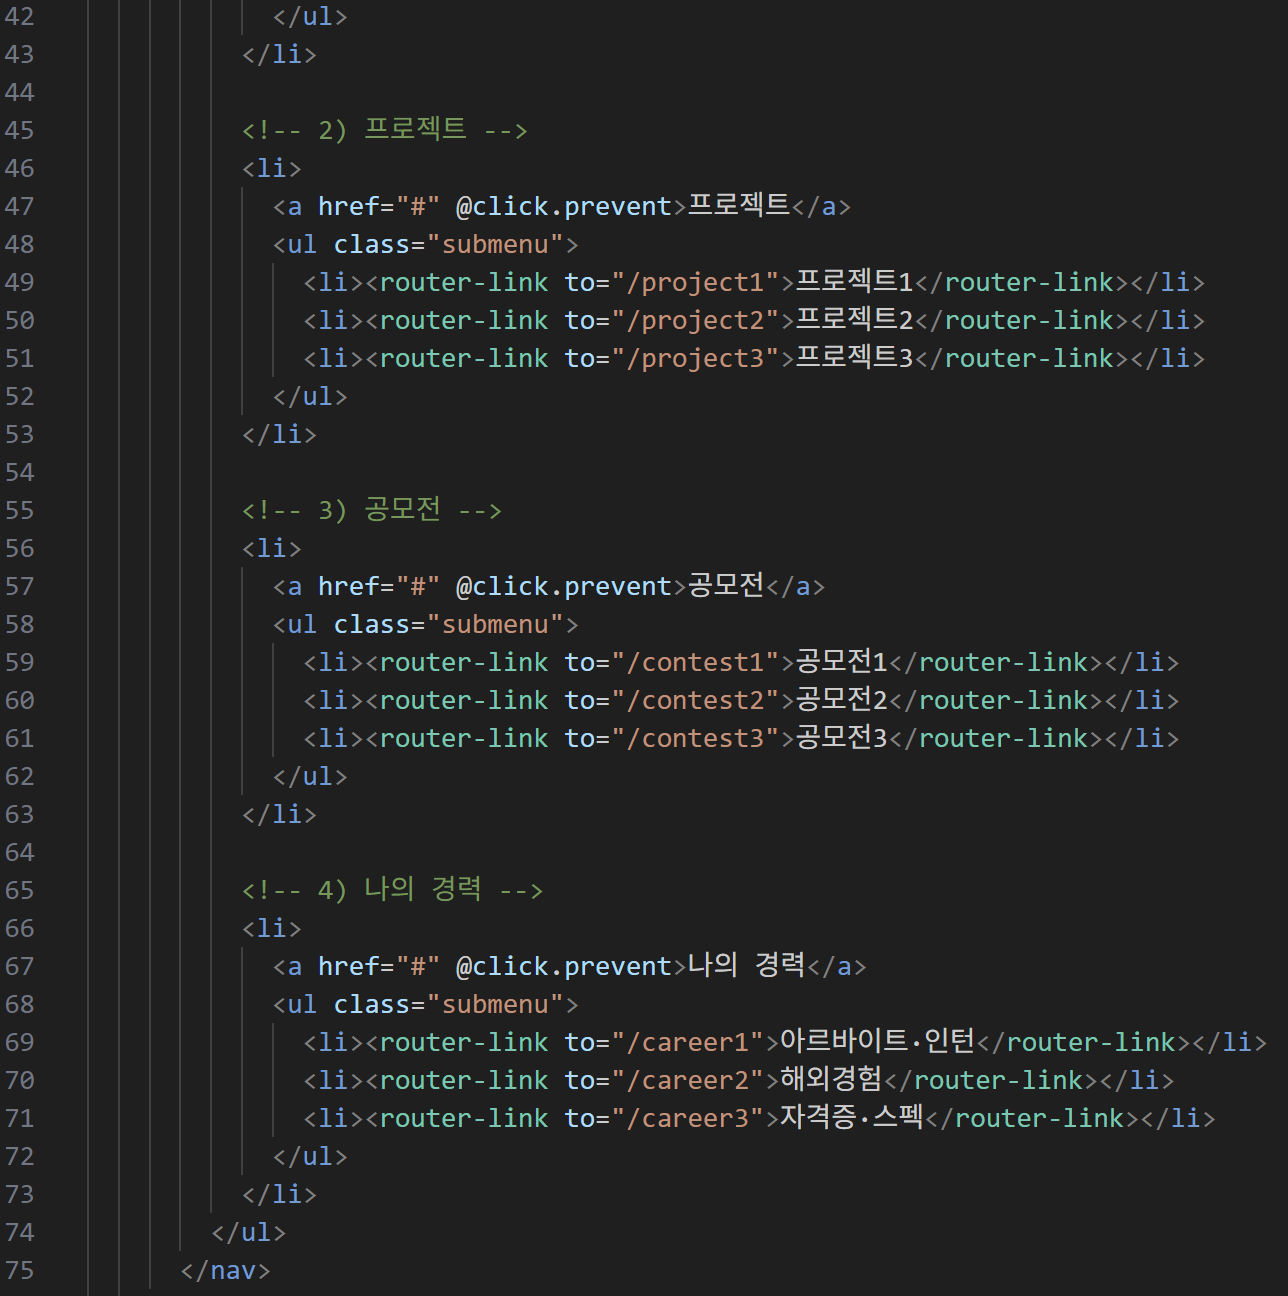 42 </ul>
43 </li>
44
45 <!-- 2) 프로젝트 -->
46 <li>
47 <a href="#" @click.prevent>프로젝트</a>
48 <ul class="submenu">
49 <li><router-link to="/project1">프로젝트1</router-link></li>
50 <li><router-link to="/project2">프로젝트2</router-link></li>
51 <li><router-link to="/project3">프로젝트3</router-link></li>
52 </ul>
53 </li>
54
55 <!-- 3) 공모전 -->
56 <li>
57 <a href="#" @click.prevent>공모전</a>
58 <ul class="submenu">
59 <li><router-link to="/contest1">공모전1</router-link></li>
60 <li><router-link to="/contest2">공모전2</router-link></li>
61 <li><router-link to="/contest3">공모전3</router-link></li>
62 </ul>
63 </li>
64
65 <!-- 4) 나의 경력 -->
66 <li>
67 <a href="#" @click.prevent>나의 경력</a>
68 <ul class="submenu">
69 <li><router-link to="/career1">아르바이트·인턴</router-link></li>
70 <li><router-link to="/career2">해외경험</router-link></li>
71 <li><router-link to="/career3">자격증·스펙</router-link></li>
72 </ul>
73 </li>
74 </ul>
75 </nav>